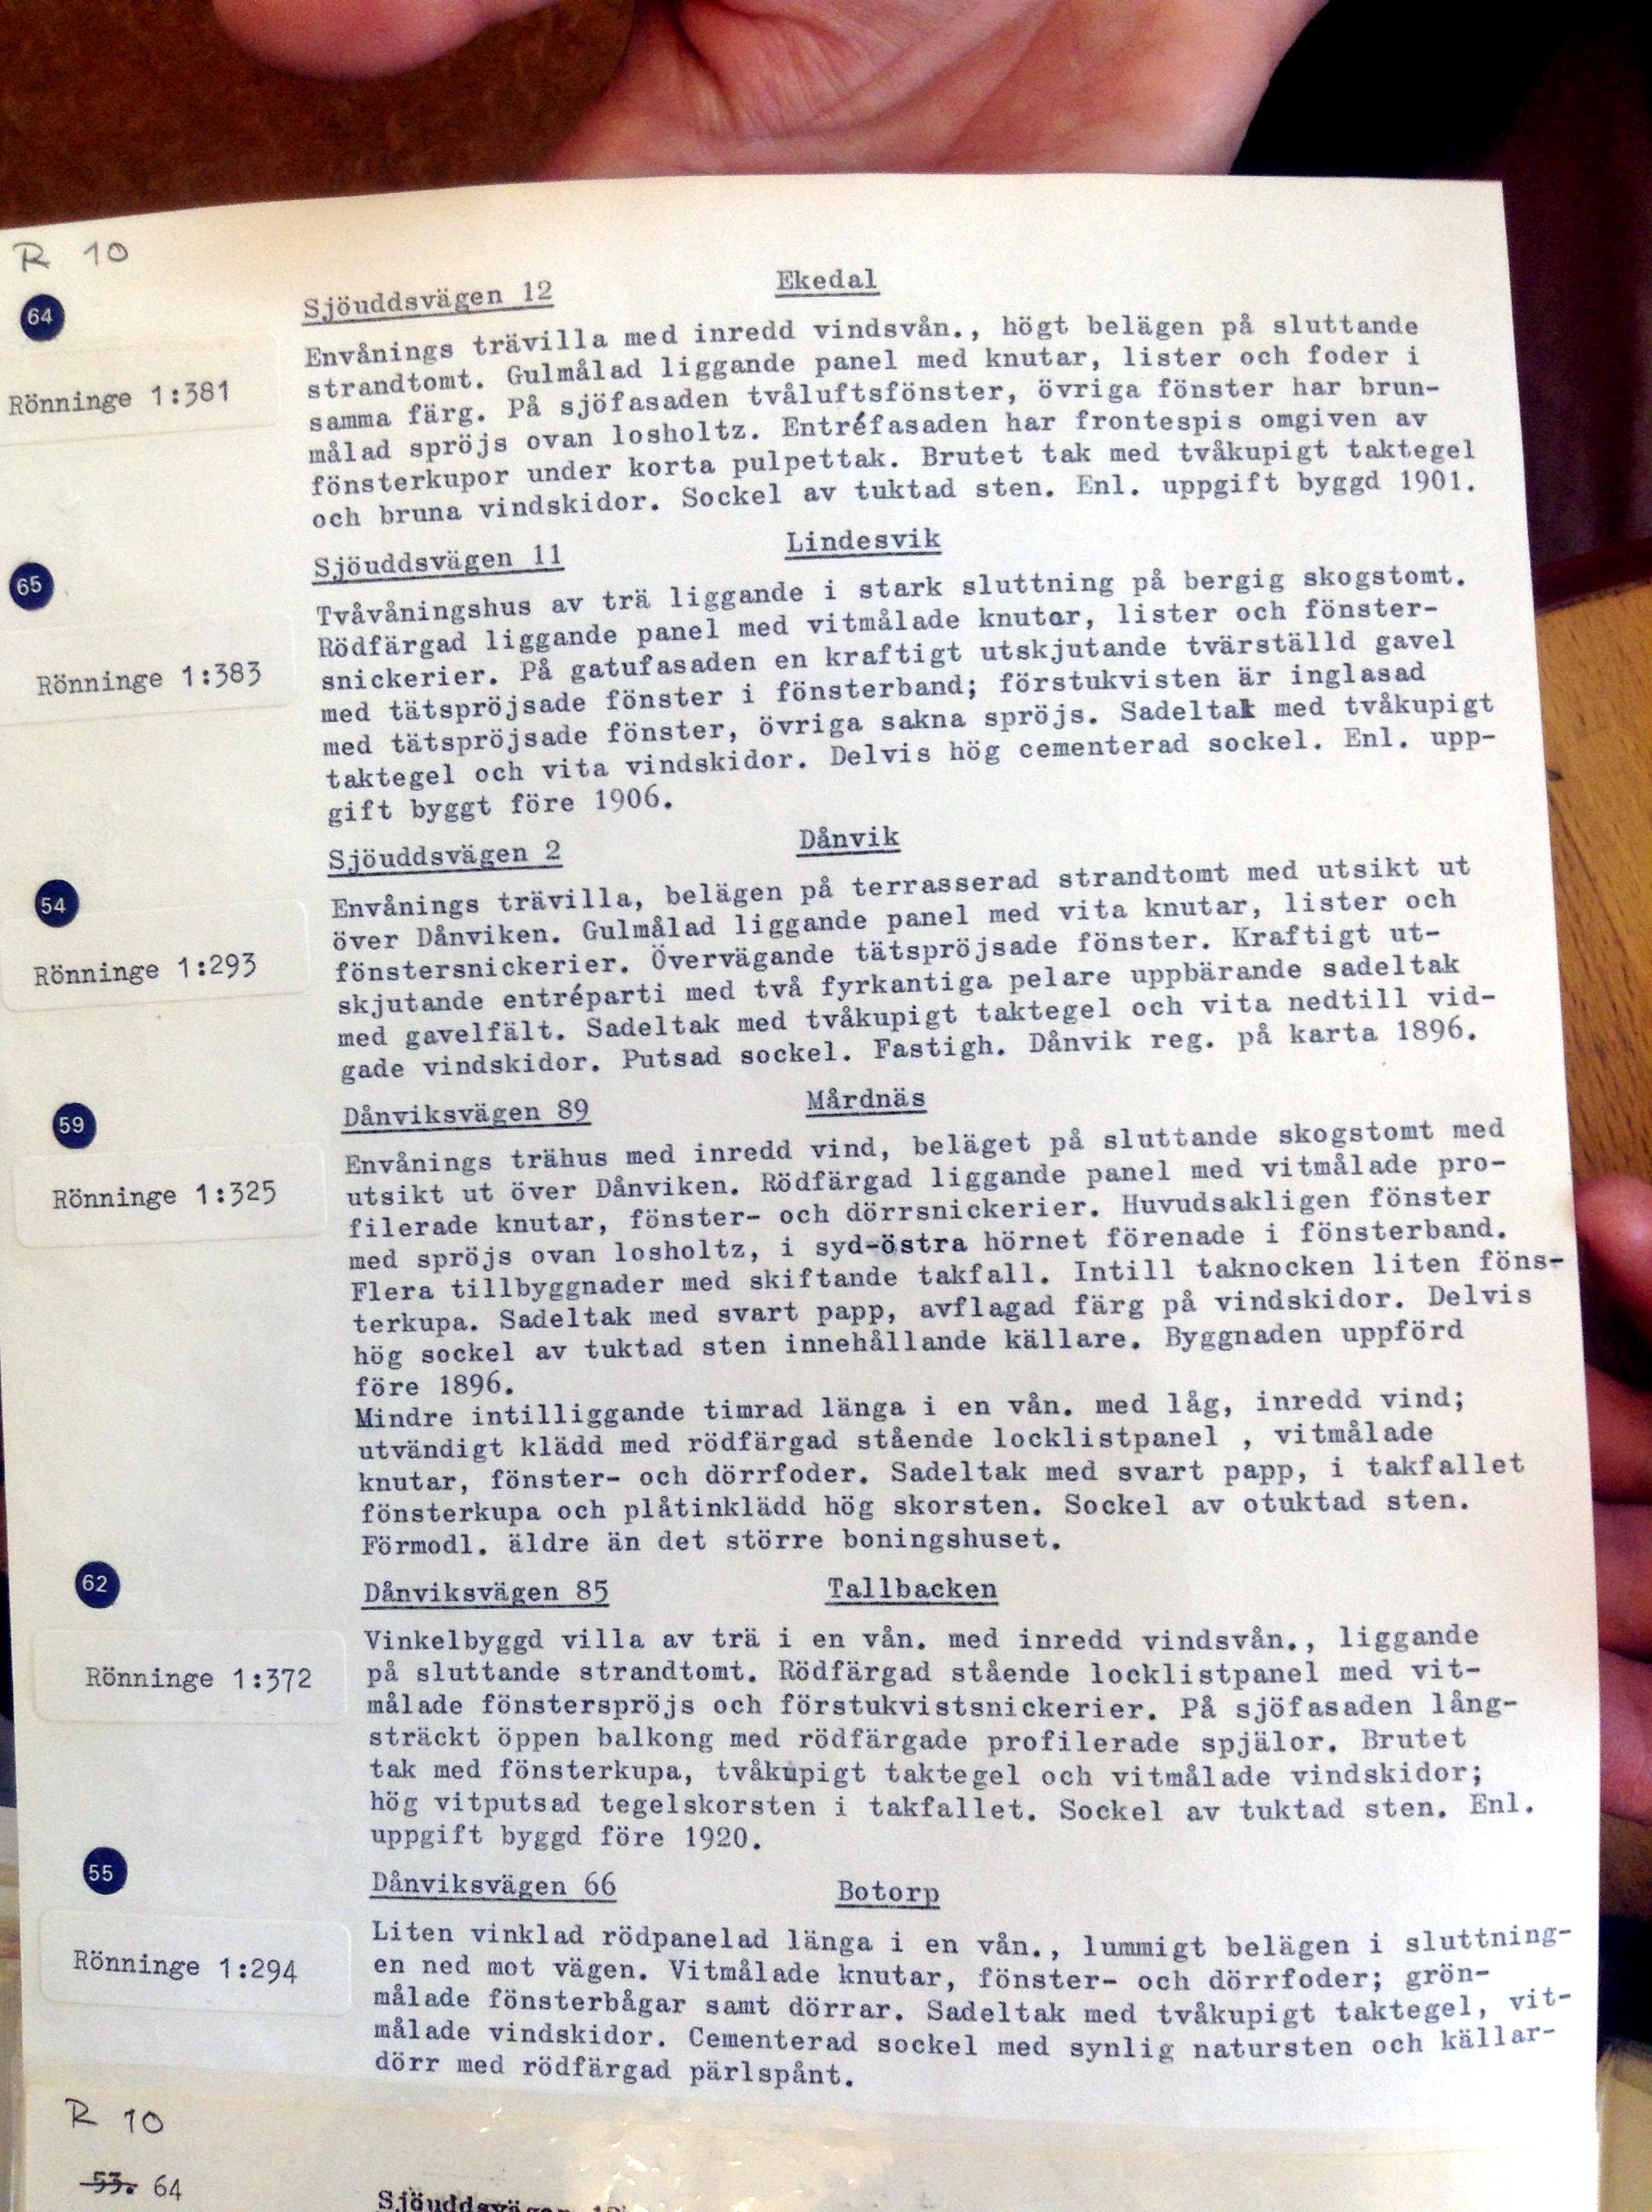 R 10
64
Sjöuddsvägen 12 Ekedal
Rönninge 1:381
Envånings trävilla med inredd vindsvån., högt belägen på sluttande
strandtomt. Gulmålad liggande panel med knutar, lister och foder i
samma färg. På sjöfasaden tvåluftsfönster, övriga fönster har brun-
målad spröjs ovan losholtz. Entréfasaden har frontespis omgiven av
fönsterkupor under korta pulpettak. Brutet tak med tvåkupigt taktegel
och bruna vindskidor. Sockel av tuktad sten. Enl. uppgift byggd 1901.
65
Sjöuddsvägen 11 Lindesvik
Rönninge 1:383
Tvåvåningshus av trä liggande i stark sluttning på bergig skogstomt.
Rödfärgad liggande panel med vitmålade knutar, lister och fönster-
snickerier. På gatufasaden en kraftigt utskjutande tvärställd gavel
med tätspröjsade fönster i fönsterband; förstukvisten är inglasad
med tätspröjsade fönster, övriga sakna spröjs. Sadeltak med tvåkupigt
taktegel och vita vindskidor. Delvis hög cementerad sockel. Enl. upp-
gift byggt före 1906.
54
Sjöuddsvägen 2 Dånvik
Rönninge 1:293
Envånings trävilla, belägen på terrasserad strandtomt med utsikt ut
över Dånviken. Gulmålad liggande panel med vita knutar, lister och
fönstersnickerier. Övervägande tätspröjsade fönster. Kraftigt ut-
skjutande entréparti med två fyrkantiga pelare uppbärande sadeltak
med gavelfält. Sadeltak med tvåkupigt taktegel och vita nedtill vid-
gade vindskidor. Putsad sockel. Fastigh. Dånvik reg. på karta 1896.
59
Dånviksvägen 89 Mårdnäs
Rönninge 1:325
Envånings trähus med inredd vind, beläget på sluttande skogstomt med
utsikt ut över Dånviken. Rödfärgad liggande panel med vitmålade pro-
filerade knutar, fönster- och dörrsnickerier. Huvudsakligen fönster
med spröjs ovan losholtz, i syd-östra hörnet förenade i fönsterband.
Flera tillbyggnader med skiftande takfall. Intill taknocken liten föns-
terkupa. Sadeltak med svart papp, avflagad färg på vindskidor. Delvis
hög sockel av tuktad sten innehållande källare. Byggnaden uppförd
före 1896.
Mindre intilliggande timrad länga i en vån. med låg, inredd vind;
utvändigt klädd med rödfärgad stående locklistpanel , vitmålade
knutar, fönster- och dörrfoder. Sadeltak med svart papp, i takfallet
fönsterkupa och plåtinklädd hög skorsten. Sockel av otuktad sten.
Förmodl. äldre än det större boningshuset.
62
Dånviksvägen 85 Tallbacken
Rönninge 1:372
Vinkelbyggd villa av trä i en vån. med inredd vindsvån., liggande
på sluttande strandtomt. Rödfärgad stående locklistpanel med vit-
målade fönsterspröjs och förstukvistsnickerier. På sjöfasaden lång-
sträckt öppen balkong med rödfärgade profilerade spjälor. Brutet
tak med fönsterkupa, tvåkupigt taktegel och vitmålade vindskidor;
hög vitputsad tegelskorsten i takfallet. Sockel av tuktad sten. Enl.
uppgift byggd före 1920.
55
Dånviksvägen 66 Botorp
Rönninge 1:294
Liten vinklad rödpanelad länga i en vån., lummigt belägen i sluttning-
en ned mot vägen. Vitmålade knutar, fönster- och dörrfoder; grön-
målade fönsterbågar samt dörrar. Sadeltak med tvåkupigt taktegel, vit-
målade vindskidor. Cementerad sockel med synlig natursten och källar-
dörr med rödfärgad pärlspånt.
R 10
53. 64
Sjöuddsvägen